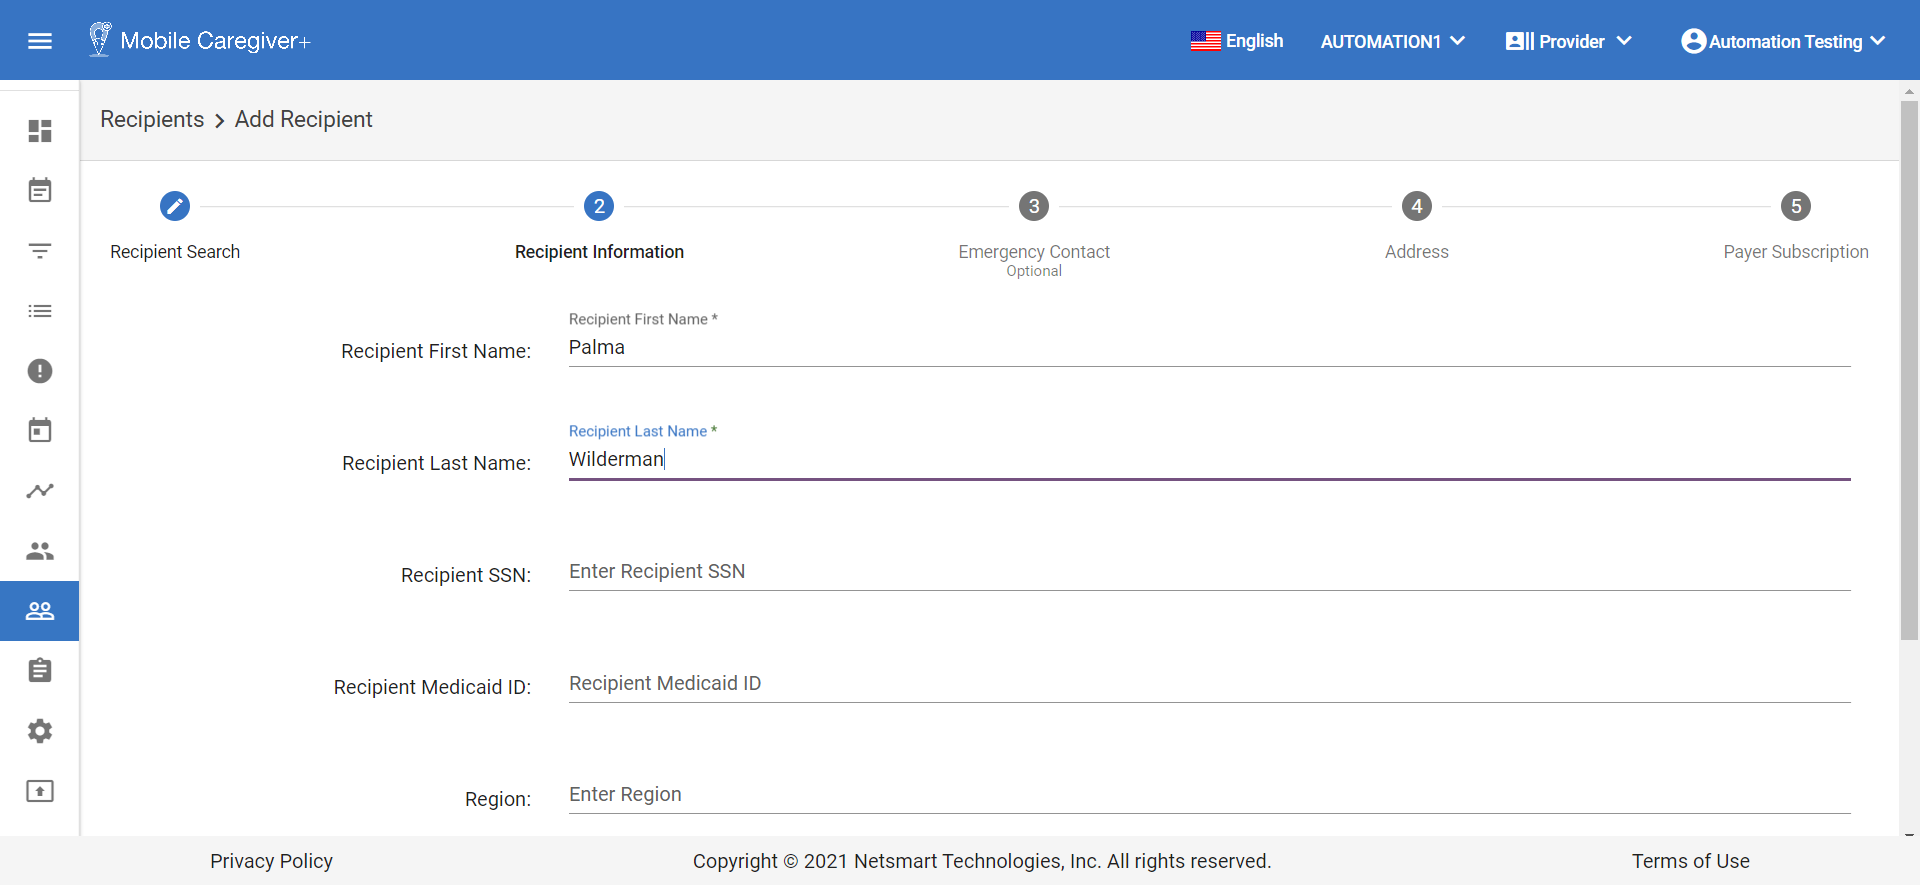 Mobile Caregiver+
English
AUTOMATION1
Provider
Automation Testing
Recipients > Add Recipient
2
3
4
5
Recipient Search
Recipient Information
Emergency Contact
Optional
Address
Payer Subscription
Recipient First Name *
Recipient First Name:
Palma
Recipient Last Name *
Recipient Last Name:
Wilderman
Recipient SSN:
Enter Recipient SSN
Recipient Medicaid ID:
Recipient Medicaid ID
Region:
Enter Region
Privacy Policy
Copyright © 2021 Netsmart Technologies, Inc. All rights reserved.
Terms of Use